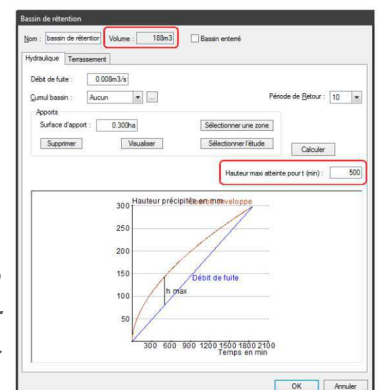 Bassin de rétention
Nom : bassin de rétention Volume : 188m3 Bassin enterré
Hydraulique Terrassement
Débit de fuite : 0.008m3/s
Cumul bassin : Aucun ... Période de Retour : 10
Apports
Surface d'apport : 0.300ha Sélectionner une zone
Supprimer Visualiser Sélectionner l'étude Calculer
Hauteur maxi atteinte pour t (min) : 500
Hauteur précipitée en mm
300
250
200
150
100
50
Débit de fuite
h max
300 600 900 1200 1500 1800 2100
Temps en min
OK Annuler